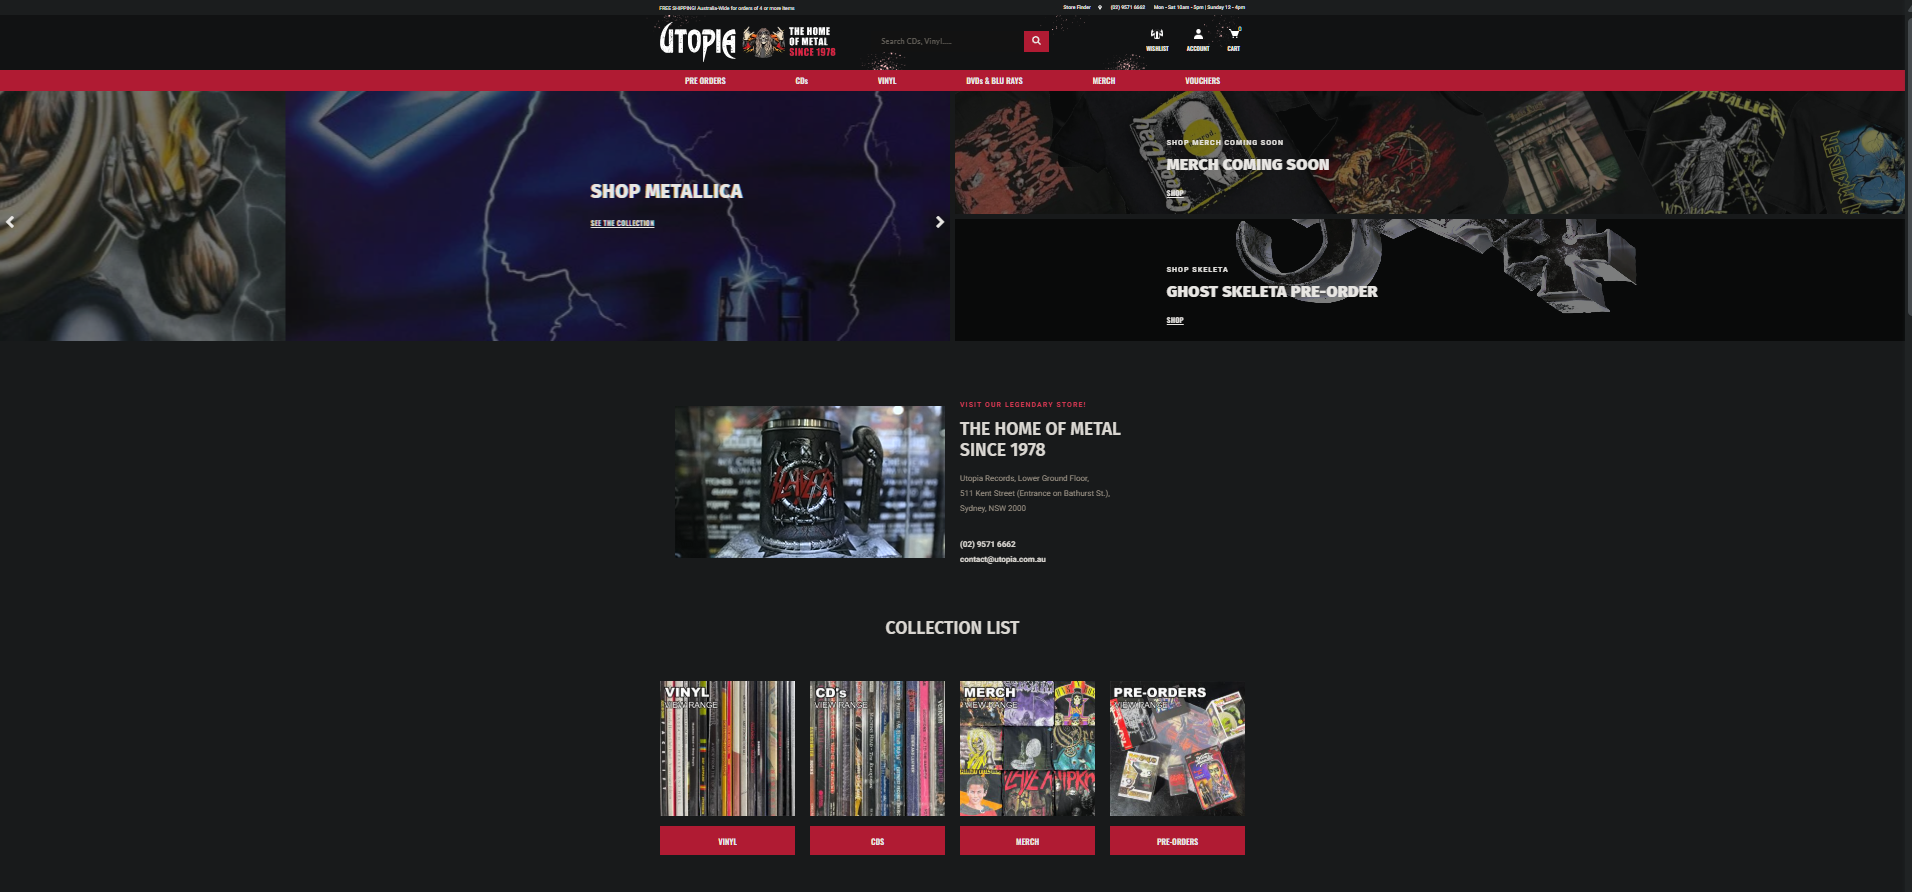 FREE SHIPPING! Australia-Wide for orders of 4 or more items
Store Finder (02) 9571 6662 Mon - Sat 10am - 5pm | Sunday 12 - 4pm
UTOPIA
THE HOME
OF METAL
SINCE 1978
Search CDs, Vinyl.....
WISHLIST
ACCOUNT
CART
PRE ORDERS
CDs
VINYL
DVDs & BLU RAYS
MERCH
VOUCHERS
SHOP METALLICA
SEE THE COLLECTION
METALLICA
SHOP MERCH COMING SOON
MERCH COMING SOON
SHOP
SHOP SKELETA
GHOST SKELETA PRE-ORDER
SHOP
SLAYER
VISIT OUR LEGENDARY STORE!
THE HOME OF METAL
SINCE 1978
Utopia Records, Lower Ground Floor,
511 Kent Street (Entrance on Bathurst St.),
Sydney, NSW 2000
(02) 9571 6662
contact@utopia.com.au
COLLECTION LIST
VINYL
VIEW RANGE
CD's
VIEW RANGE
MERCH
VIEW RANGE
SLAYER
PRE-ORDERS
VIEW RANGE
VINYL
CDS
MERCH
PRE-ORDERS